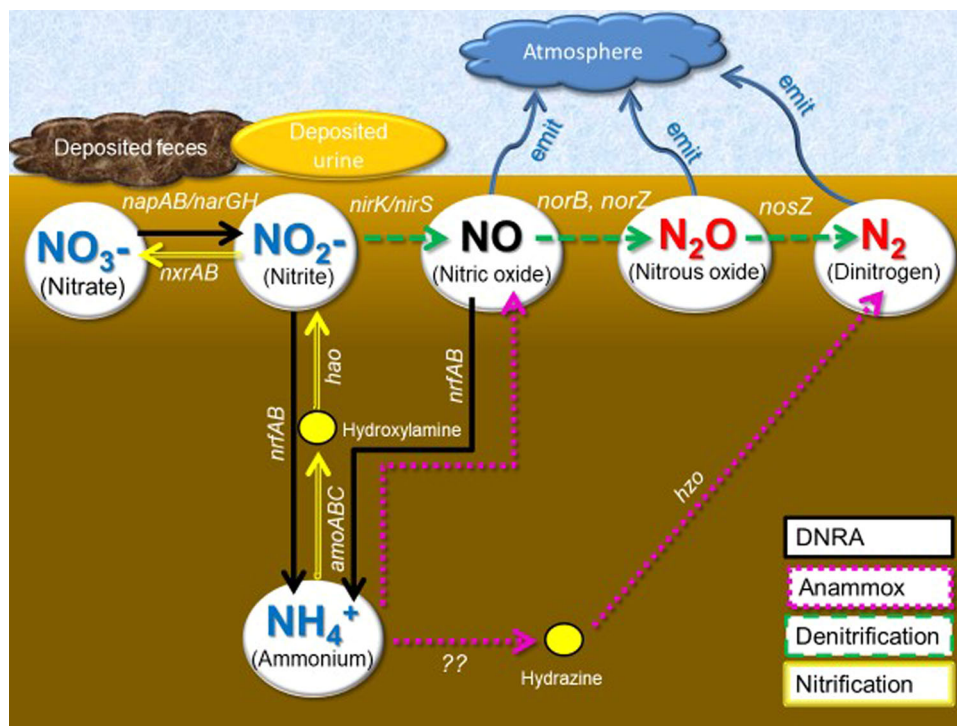 Atmosphere
emit
emit
emit
Deposited feces
Deposited
urine
napAB/narGH
nirK/nirS
norB, norZ
nosZ
NO3-
(Nitrate)
nxrAB
NO2-
(Nitrite)
NO
(Nitric oxide)
N2O
(Nitrous oxide)
N2
(Dinitrogen)
nrfAB
hao
nrfAB
Hydroxylamine
amoABC
hzo
NH4+
(Ammonium)
??
Hydrazine
DNRA
Anammox
Denitrification
Nitrification